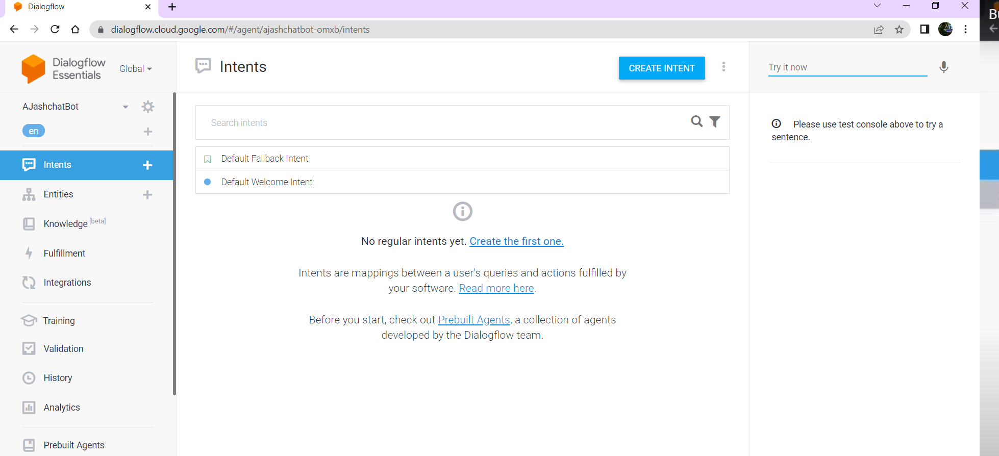 Dialogflow
dialogflow.cloud.google.com/#/agent/ajashchatbot-omxb/intents
Dialogflow
Essentials
Global
AJashchatBot
en
Intents
Entities
Knowledge [beta]
Fulfillment
Integrations
Training
Validation
History
Analytics
Prebuilt Agents
Intents
CREATE INTENT
Search intents
Default Fallback Intent
Default Welcome Intent
No regular intents yet. Create the first one.
Intents are mappings between a user's queries and actions fulfilled by
your software. Read more here.
Before you start, check out Prebuilt Agents, a collection of agents
developed by the Dialogflow team.
Try it now
Please use test console above to try a
sentence.